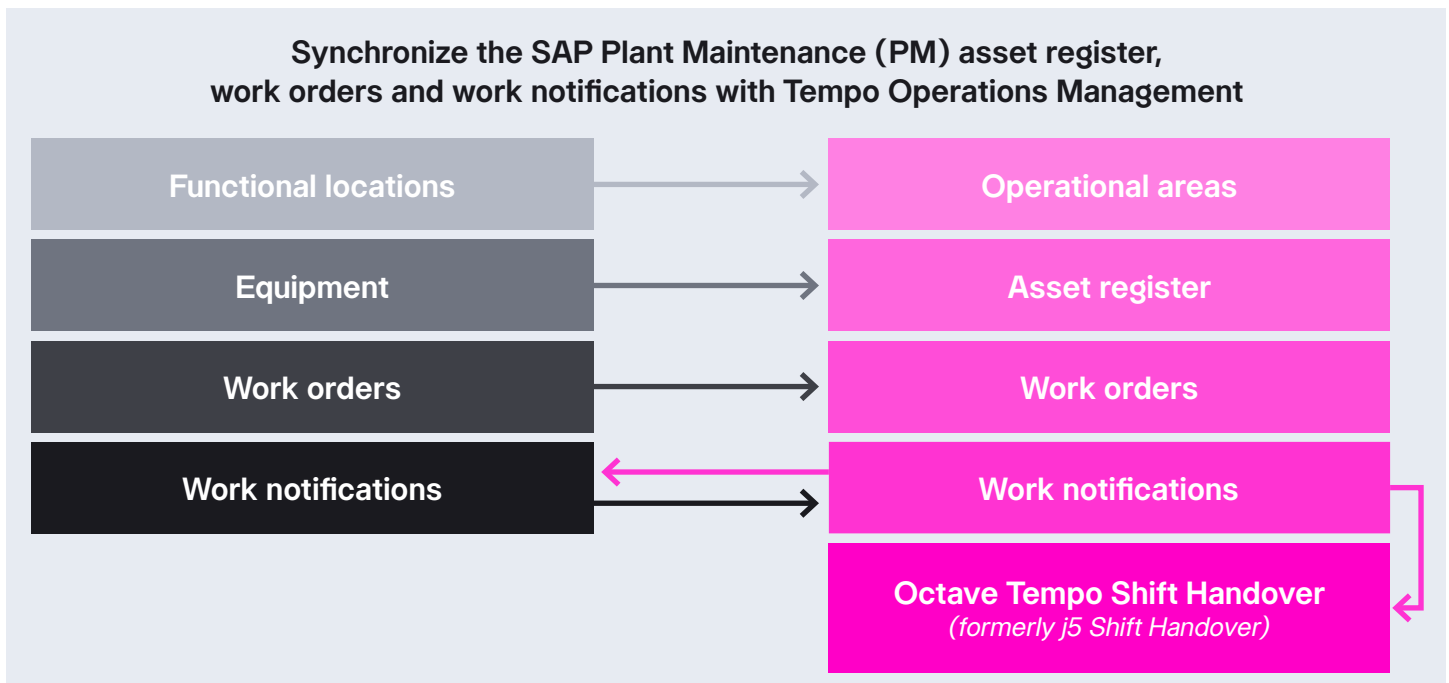 Synchronize the SAP Plant Maintenance (PM) asset register,
work orders and work notifications with Tempo Operations Management
Functional locations
Operational areas
Equipment
Asset register
Work orders
Work orders
Work notifications
Work notifications
Octave Tempo Shift Handover
(formerly j5 Shift Handover)